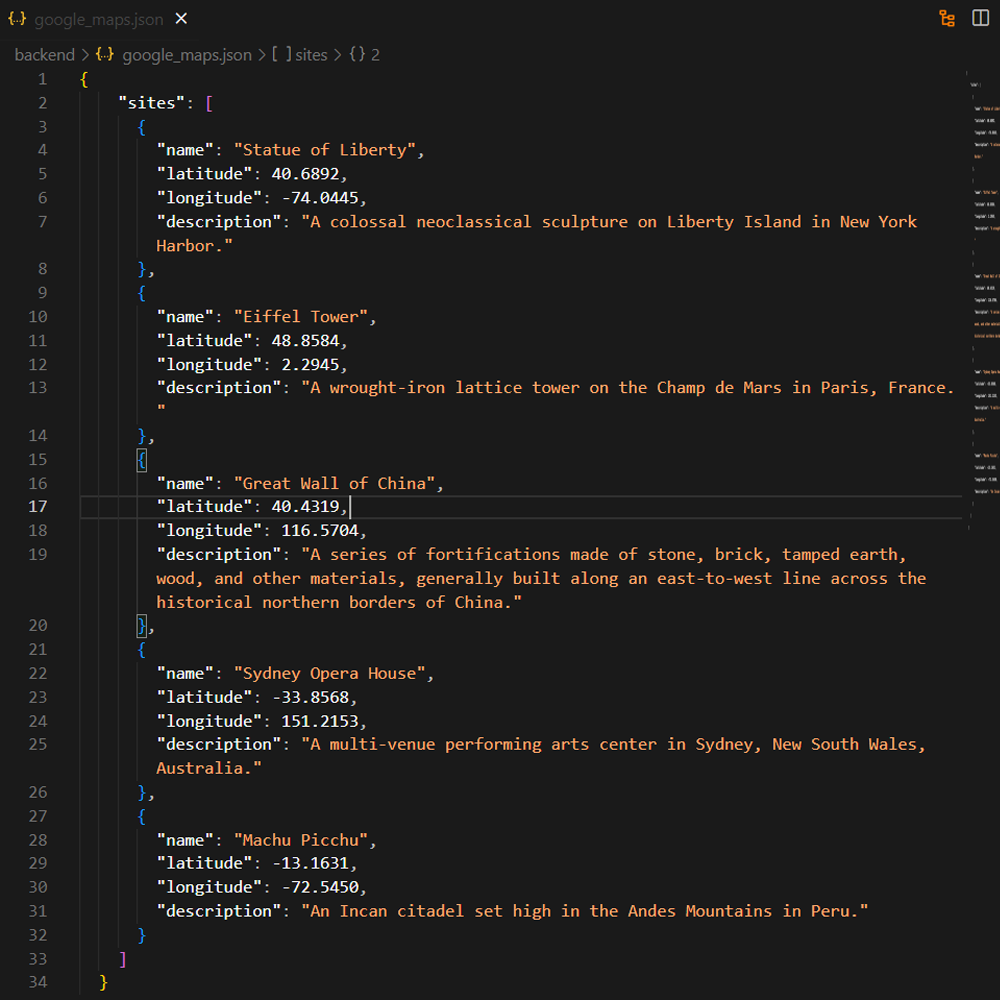 {..} google_maps.json ×
backend > {..} google_maps.json > [ ] sites > {} 2
1 {
2 "sites": [
3 {
4 "name": "Statue of Liberty",
5 "latitude": 40.6892,
6 "longitude": -74.0445,
7 "description": "A colossal neoclassical sculpture on Liberty Island in New York
Harbor."
8 },
9 {
10 "name": "Eiffel Tower",
11 "latitude": 48.8584,
12 "longitude": 2.2945,
13 "description": "A wrought-iron lattice tower on the Champ de Mars in Paris, France.
"
14 },
15 {
16 "name": "Great Wall of China",
17 "latitude": 40.4319,
18 "longitude": 116.5704,
19 "description": "A series of fortifications made of stone, brick, tamped earth,
wood, and other materials, generally built along an east-to-west line across the
historical northern borders of China."
20 },
21 {
22 "name": "Sydney Opera House",
23 "latitude": -33.8568,
24 "longitude": 151.2153,
25 "description": "A multi-venue performing arts center in Sydney, New South Wales,
Australia."
26 },
27 {
28 "name": "Machu Picchu",
29 "latitude": -13.1631,
30 "longitude": -72.5450,
31 "description": "An Incan citadel set high in the Andes Mountains in Peru."
32 }
33 ]
34 }